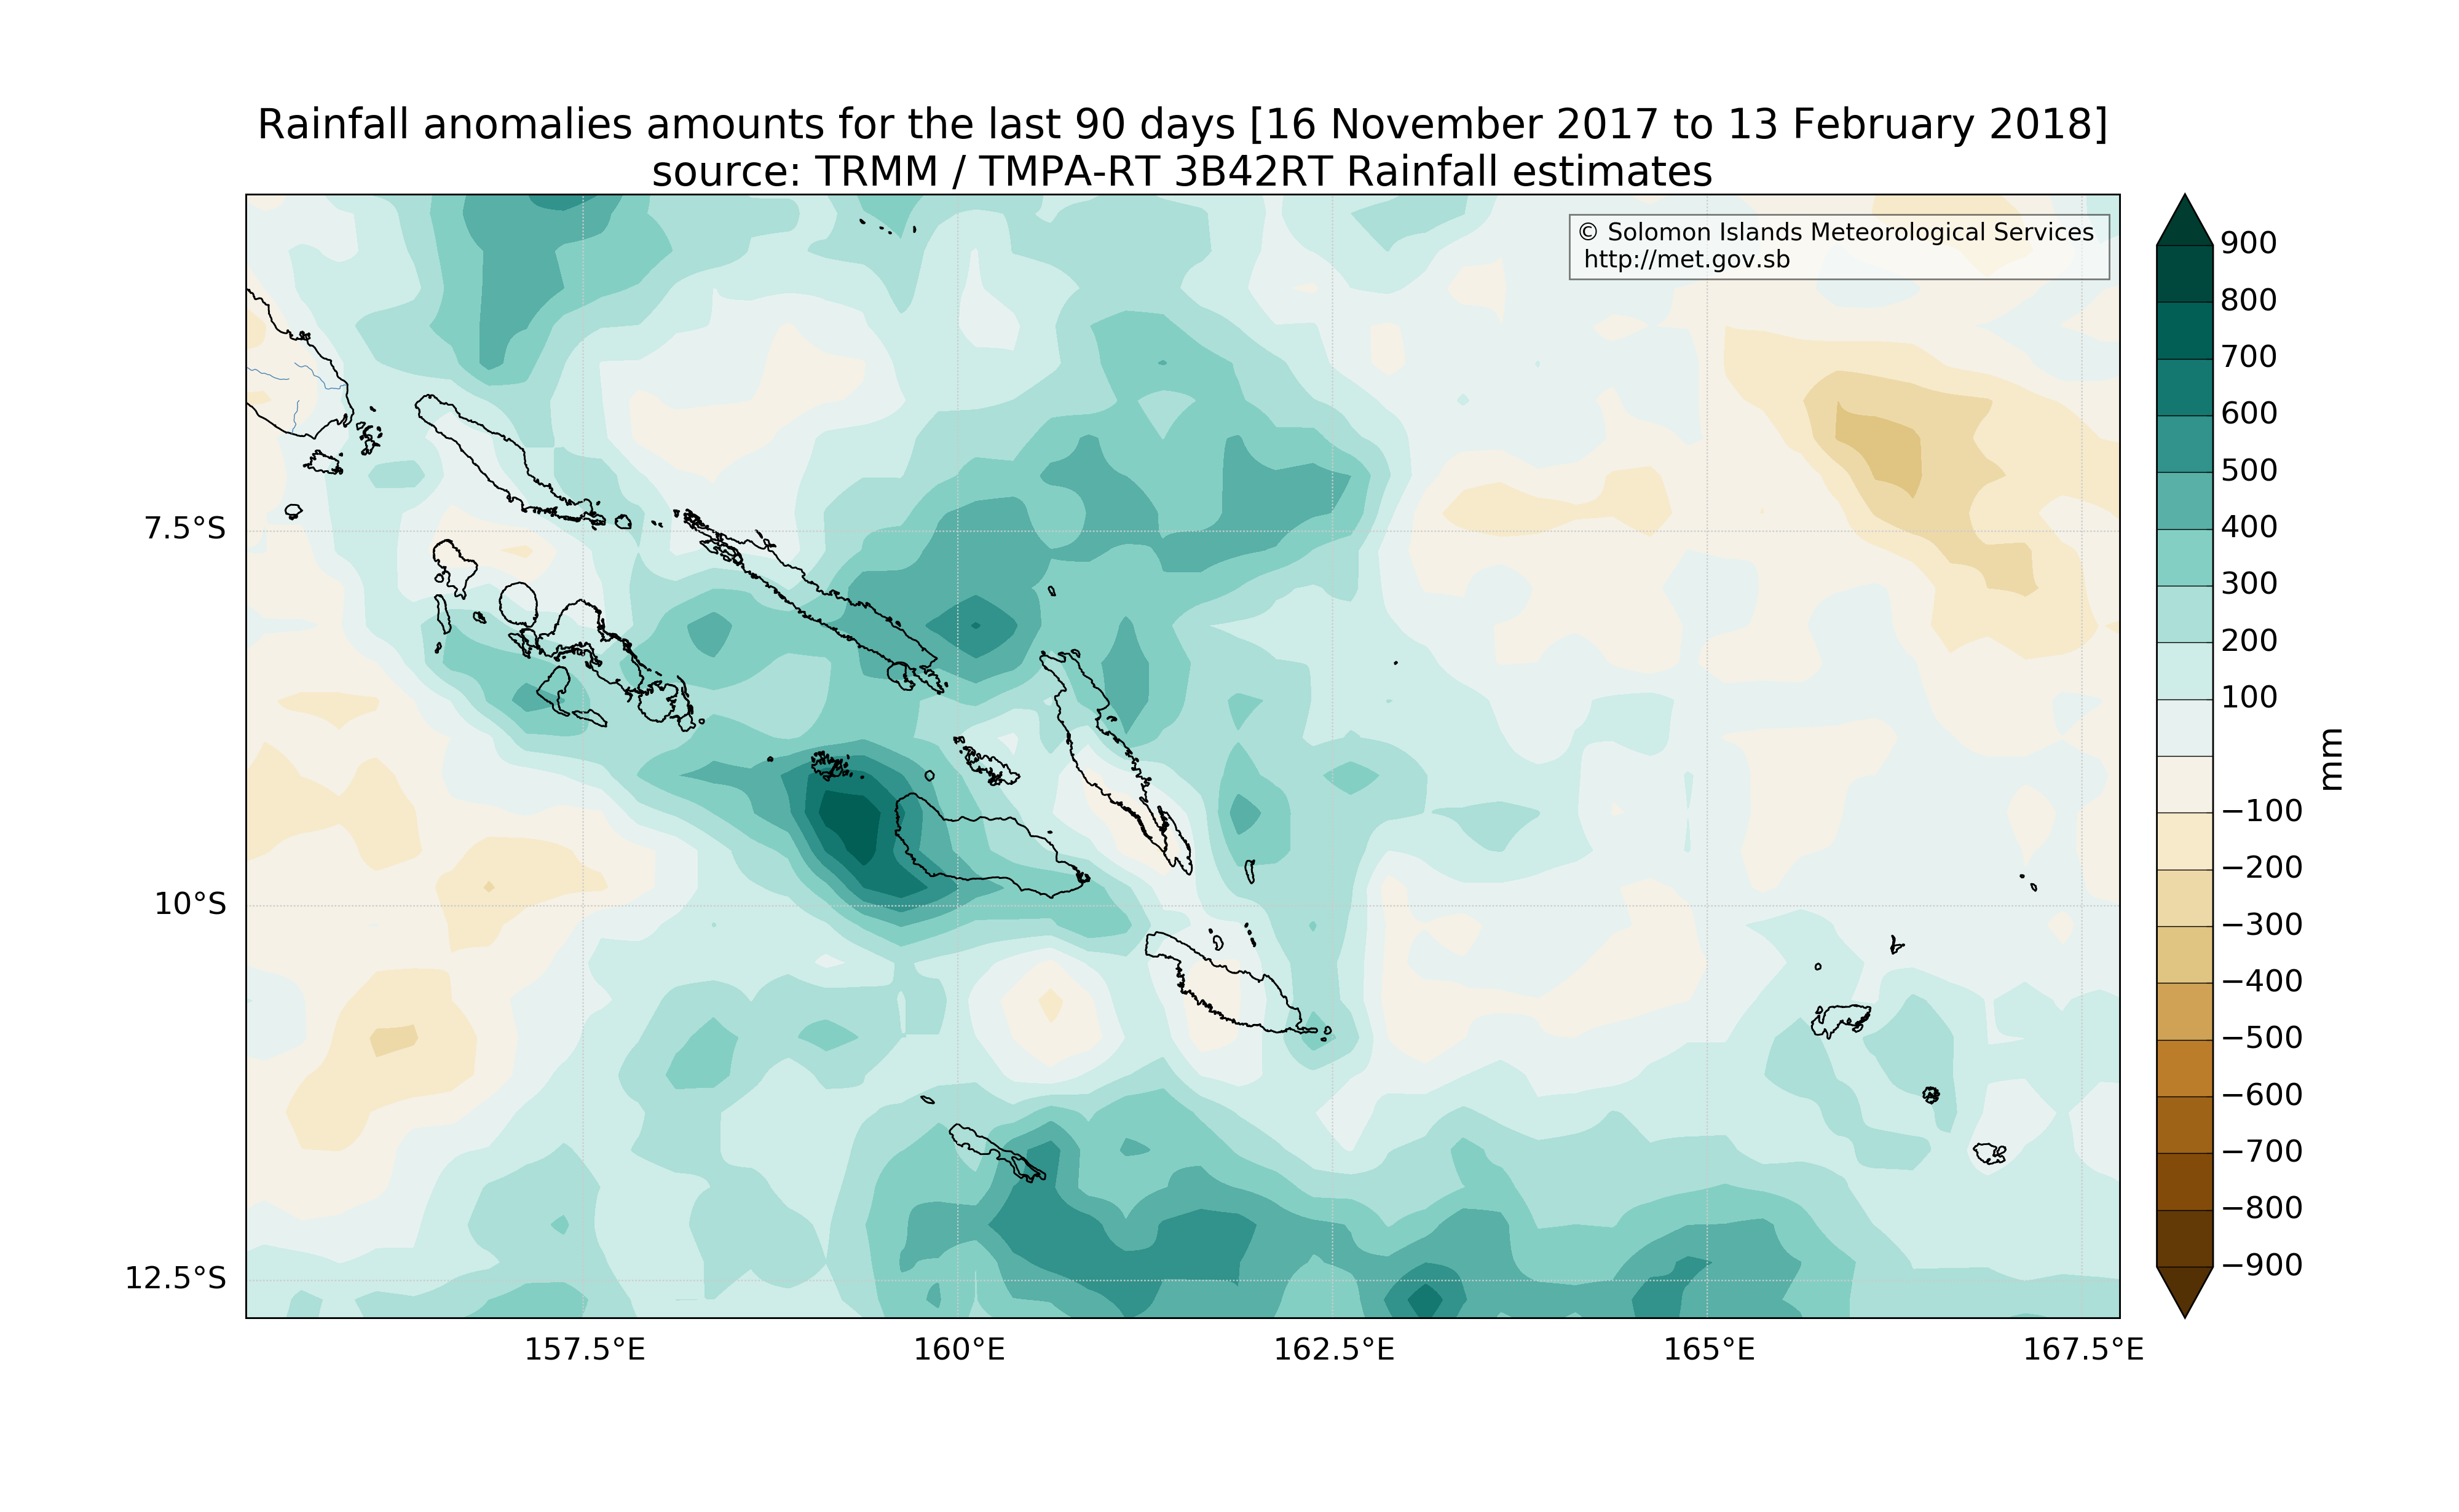 Rainfall anomalies amounts for the last 90 days [16 November 2017 to 13 February 2018]
source: TRMM / TMPA-RT 3B42RT Rainfall estimates
© Solomon Islands Meteorological Services
http://met.gov.sb
7.5°S
10°S
12.5°S
157.5°E
160°E
162.5°E
165°E
167.5°E
900
800
700
600
500
400
300
200
100
−100
−200
−300
−400
−500
−600
−700
−800
−900
mm